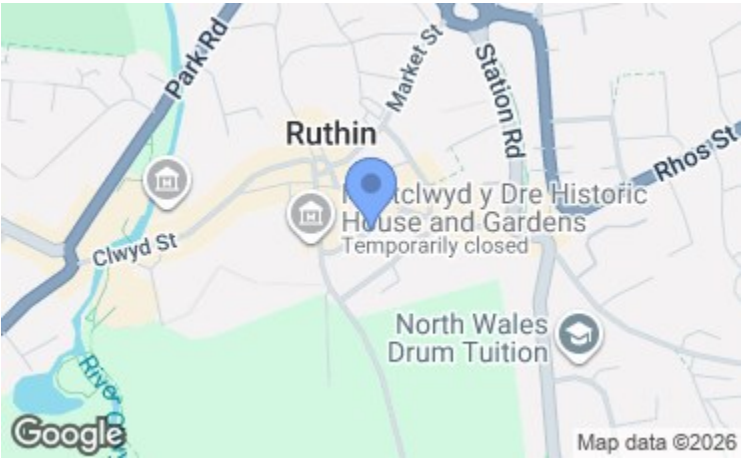 Park Rd
Market St
Station Rd
Ruthin
Rhos St
tclwyd y Dre Historic
House and Gardens
Temporarily closed
Clwyd St
North Wales
Drum Tuition
River
Google
Map data ©2026